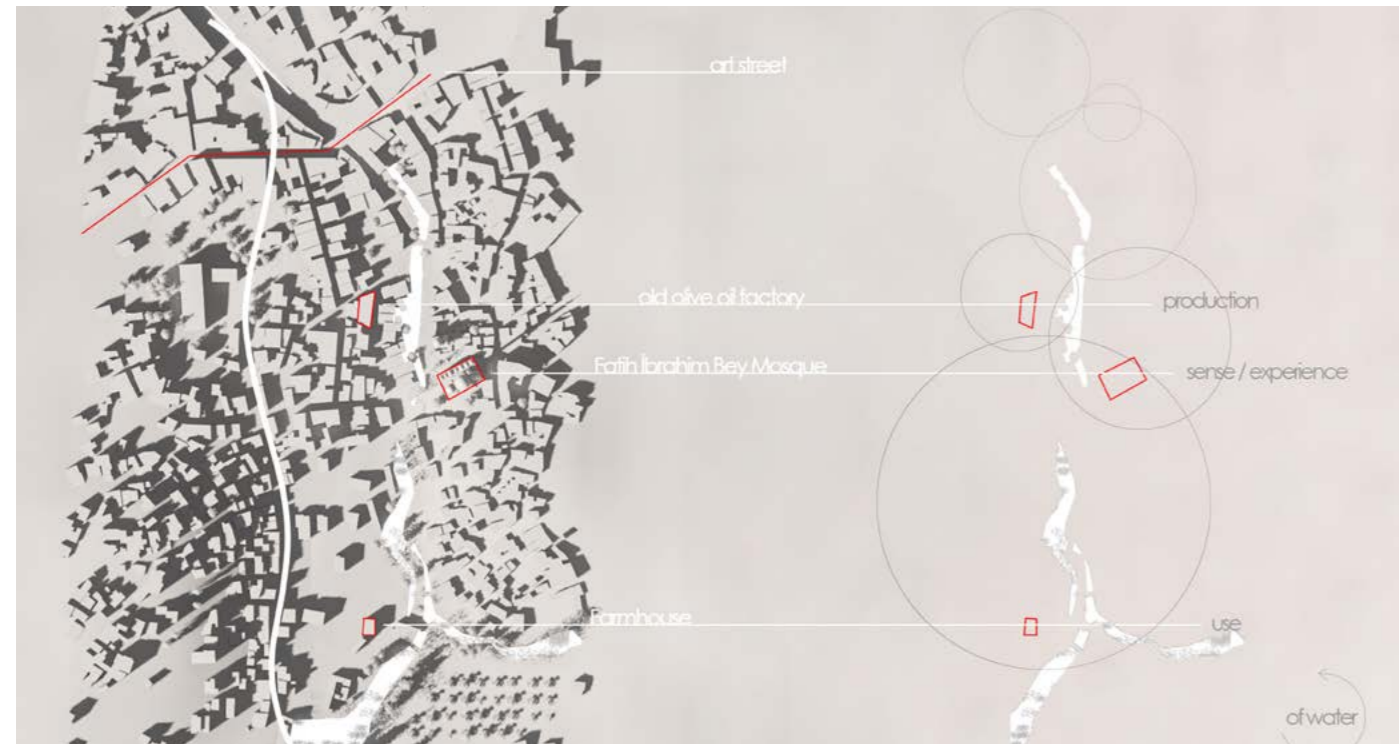 art street
old olive oil factory
production
Fatih İbrahim Bey Mosque
sense / experience
Farmhouse
use
of water